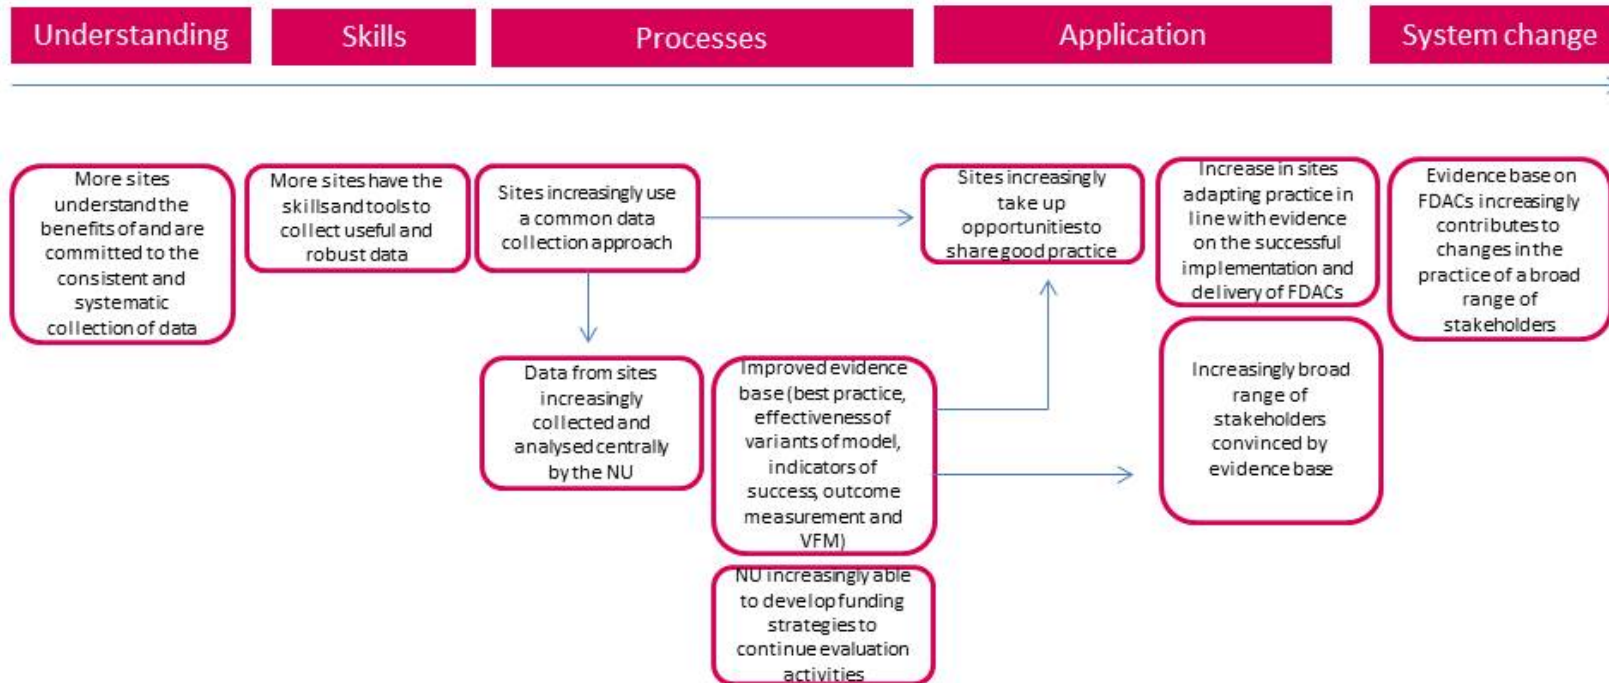 Understanding
Skills
Processes
Application
System change
More sites
understand the
benefits of and are
committed to the
consistent and
systematic
collection of data
More sites have the
skills and tools to
collect useful and
robust data
Sites increasingly use
a common data
collection approach
Sites increasingly
take up
opportunities to
share good practice
Increase in sites
adapting practice in
line with evidence
on the successful
implementation and
delivery of FDACs
Evidence base on
FDACs increasingly
contributes to
changes in the
practice of a broad
range of
stakeholders
Data from sites
increasingly
collected and
analysed centrally
by the NU
Improved evidence
base (best practice,
effectiveness of
variants of model,
indicators of
success, outcome
measurement and
VFM)
Increasingly broad
range of
stakeholders
convinced by
evidence base
NU increasingly able
to develop funding
strategies to
continue evaluation
activities